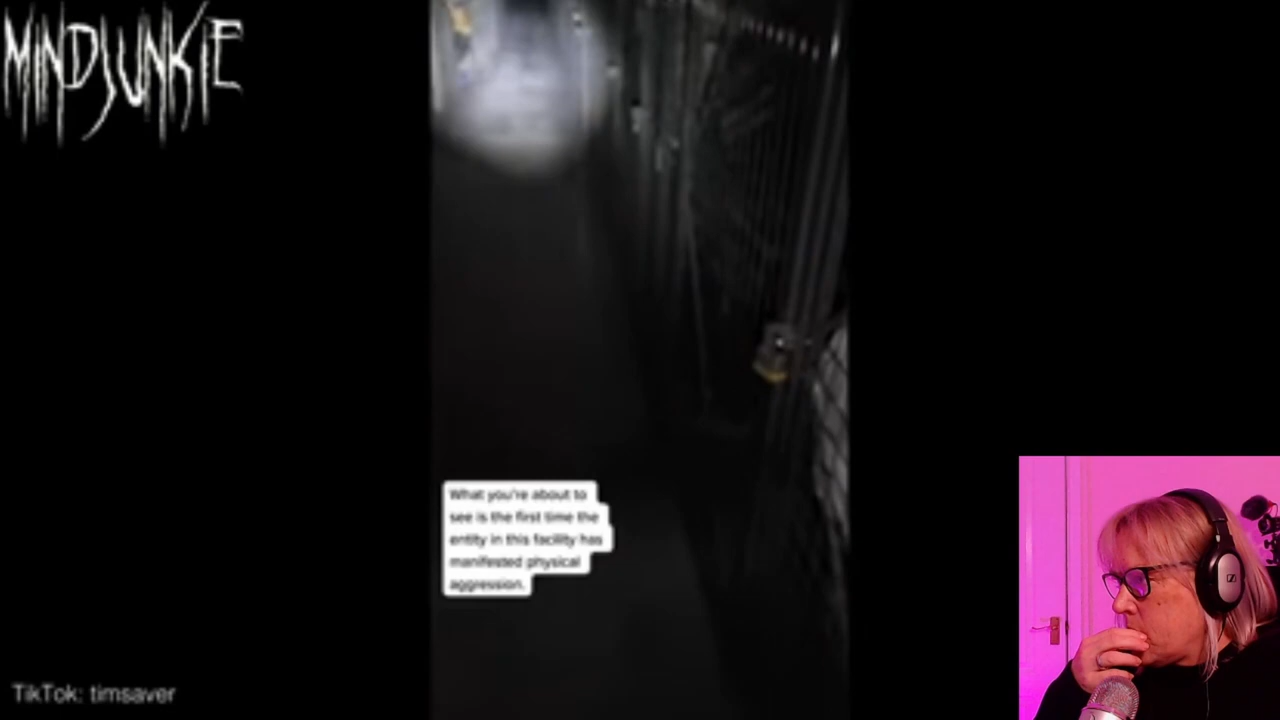 MINDJUNKIE
What you're about to
see is the first time the
entity in this facility has
manifested physical
aggression.
TikTok: timsaver